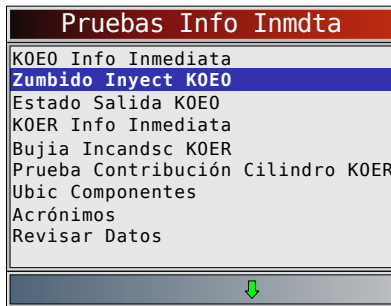 Pruebas Info Inmdta
KOEO Info Inmediata
Zumbido Inyect KOEO
Estado Salida KOEO
KOER Info Inmediata
Bujia Incandsc KOER
Prueba Contribución Cilindro KOER
Ubic Componentes
Acrónimos
Revisar Datos